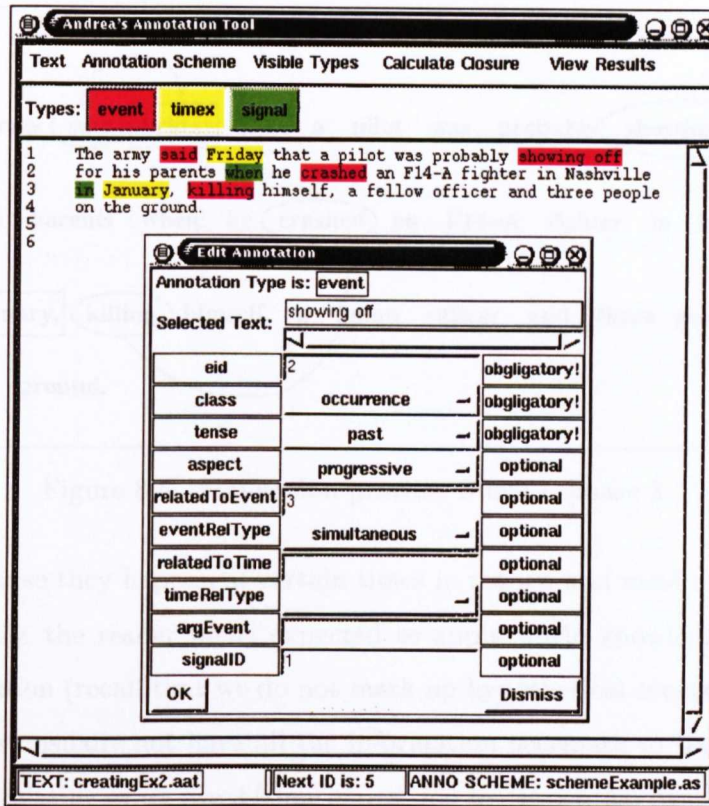 Andrea's Annotation Tool
Text Annotation Scheme Visible Types Calculate Closure View Results
Types: event timex signal
1 The army said Friday that a pilot was probably showing off
2 for his parents when he crashed an F14-A fighter in Nashville
3 in January, killing himself, a fellow officer and three people
4 on the ground.
5
6
Edit Annotation
Annotation Type is: event
Selected Text: showing off
eid 2 obgligatory!
class occurrence obgligatory!
tense past obgligatory!
aspect progressive optional
relatedToEvent 3 optional
eventRelType simultaneous optional
relatedToTime optional
timeRelType optional
argEvent optional
signalID 1 optional
OK Dismiss
TEXT: creatingEx2.aat Next ID is: 5 ANNO SCHEME: schemeExample.as